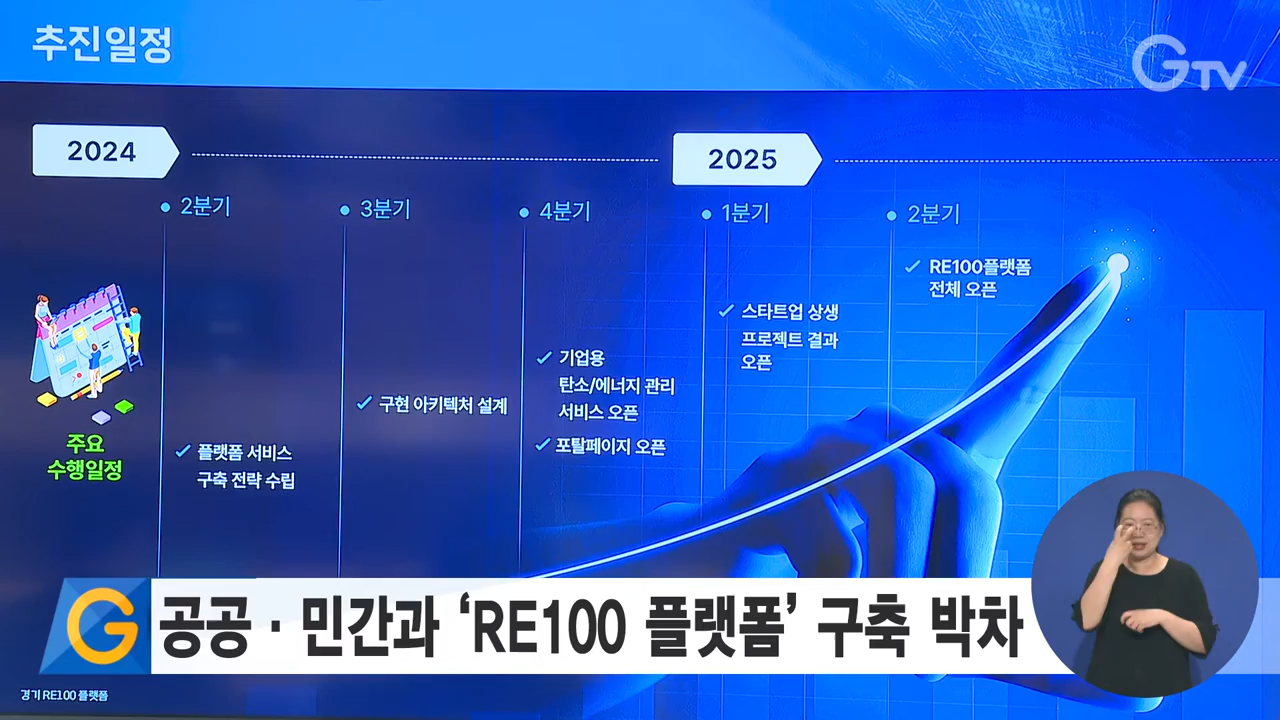 추진일정
GTV
2024
2025
2분기
3분기
4분기
1분기
2분기
✓ RE100플랫폼
전체 오픈
✓ 스타트업 상생
프로젝트 결과
오픈
✓ 기업용
탄소/에너지 관리
서비스 오픈
✓ 포탈페이지 오픈
✓ 구현 아키텍처 설계
✓ 플랫폼 서비스
구축 전략 수립
주요
수행일정
G 공공·민간과 ‘RE100 플랫폼’ 구축 박차
경기 RE100 플랫폼